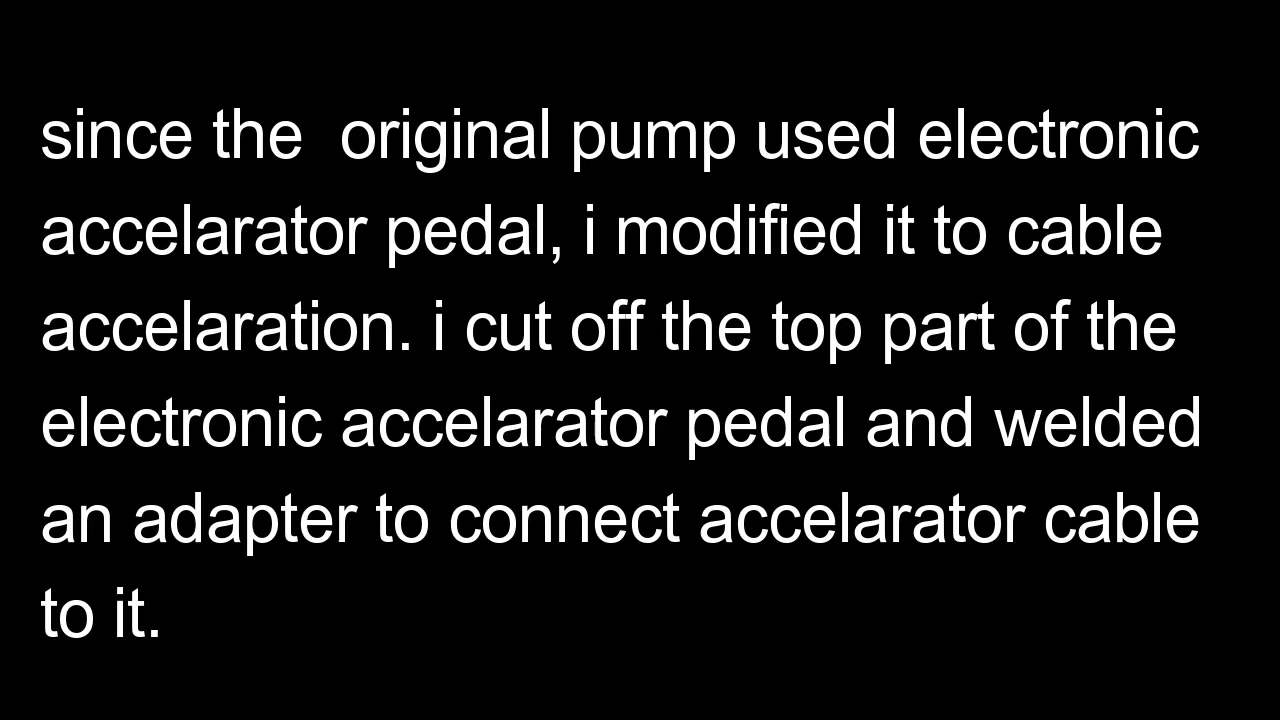 since the  original pump used electronic
accelarator pedal, i modified it to cable
accelaration. i cut off the top part of the
electronic accelarator pedal and welded
an adapter to connect accelarator cable
to it.